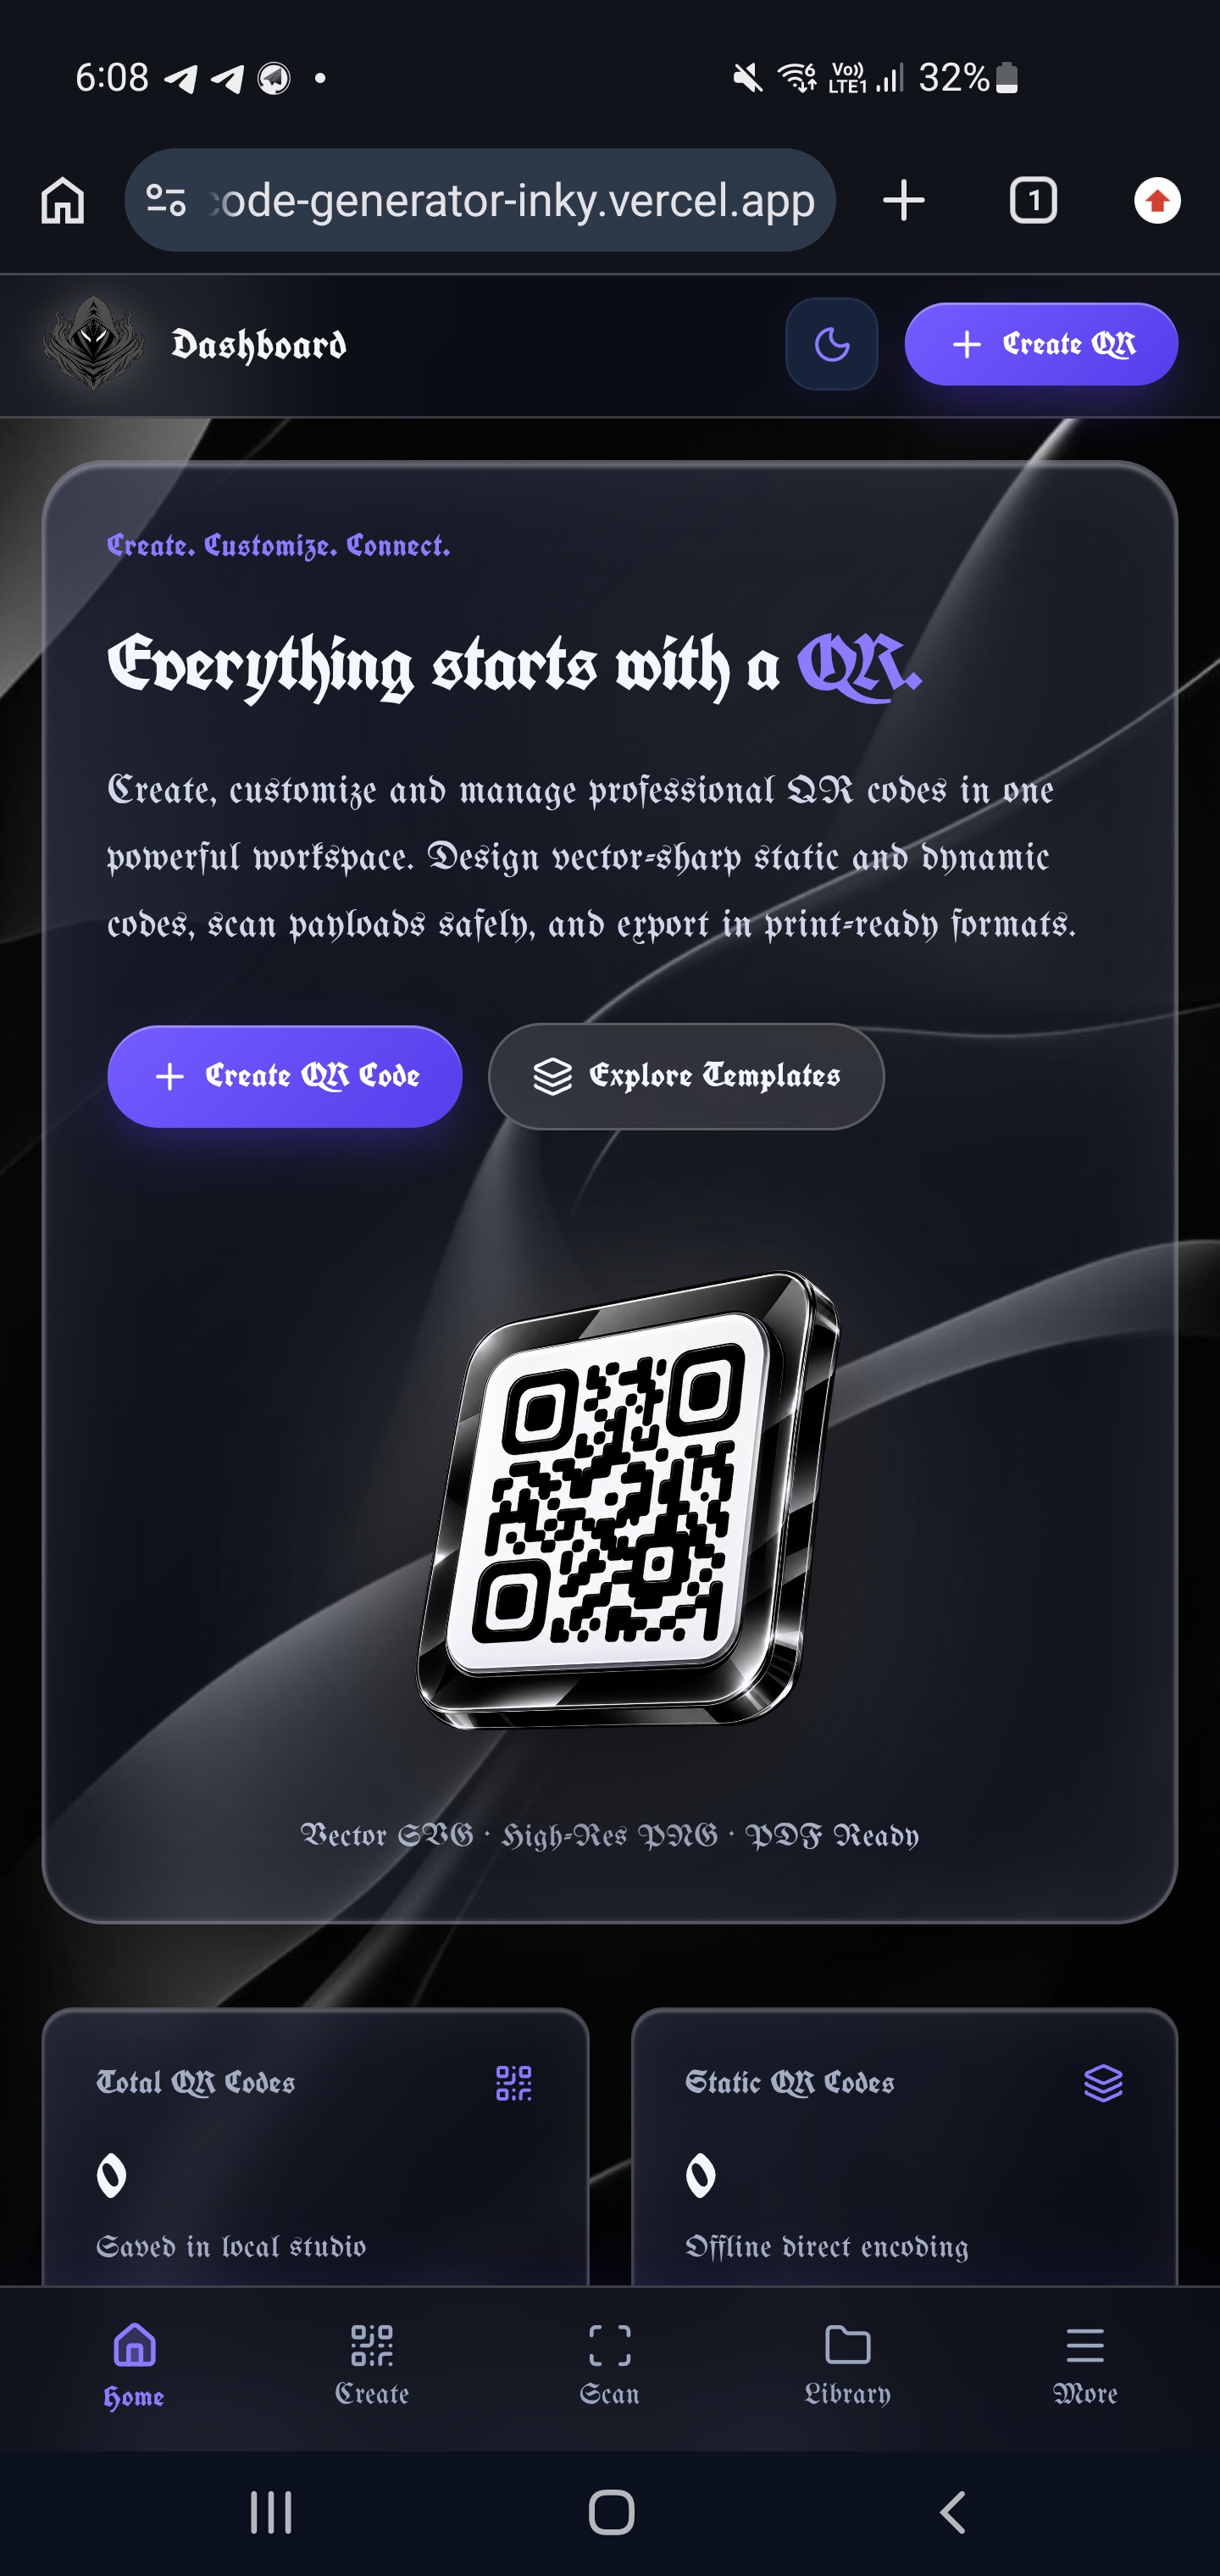 6:08
Vo)) LTE1 32%
code-generator-inky.vercel.app
1
Dashboard
Create QR
Create. Customize. Connect.
Everything starts with a QR.
Create, customize and manage professional QR codes in one
powerful workspace. Design vector-sharp static and dynamic
codes, scan payloads safely, and export in print-ready formats.
Create QR Code
Explore Templates
Vector SVG · High-Res PNG · PDF Ready
Total QR Codes
Static QR Codes
0
0
Saved in local studio
Offline direct encoding
Home
Create
Scan
Library
More